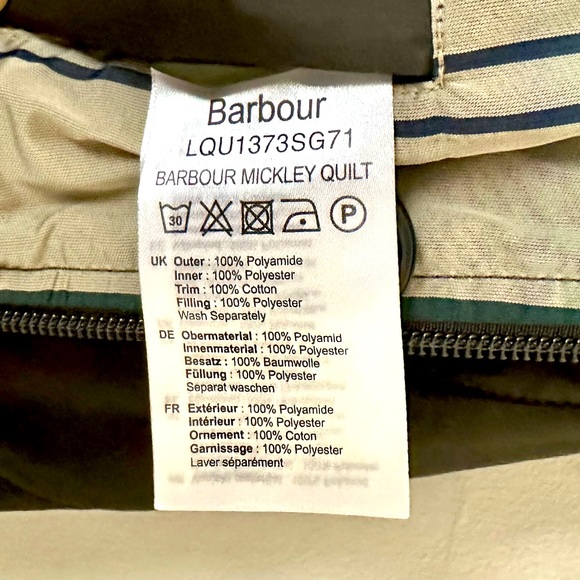 Barbour
LQU1373SG71
BARBOUR MICKLEY QUILT
30 P
UK Outer : 100% Polyamide
Inner : 100% Polyester
Trim : 100% Cotton
Filling : 100% Polyester
Wash Separately
DE Obermaterial : 100% Polyamid
Innenmaterial : 100% Polyester
Besatz : 100% Baumwolle
Füllung : 100% Polyester
Separat waschen
FR Extérieur : 100% Polyamide
Intérieur : 100% Polyester
Ornement : 100% Coton
Garnissage : 100% Polyester
Laver séparément